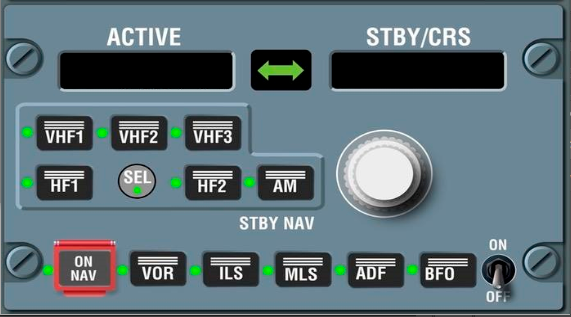 ACTIVE STBY/CRS
VHF1 VHF2 VHF3
HF1 SEL HF2 AM
STBY NAV
ON
NAV
VOR ILS MLS ADF BFO
ON
OFF